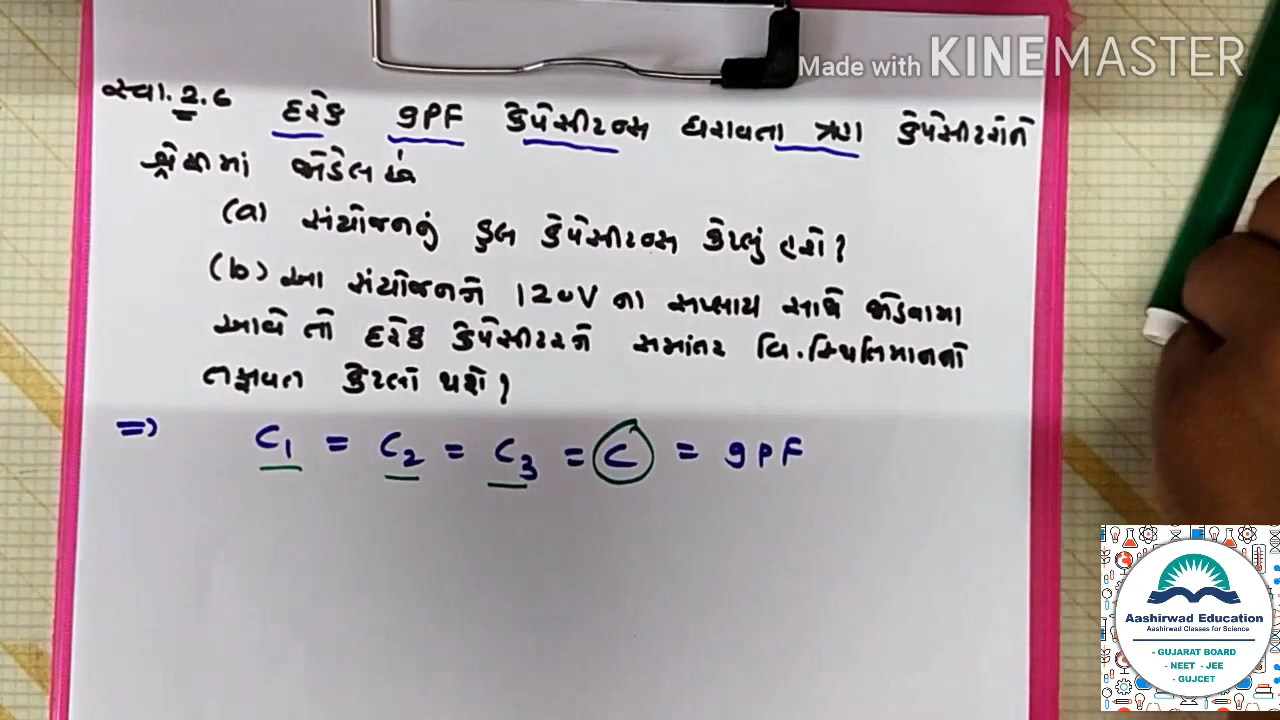 Made with KINEMASTER
સ્વા. 2.6 દરેક 9PF કેપેસીટન્સ ધરાવતા ત્રણ કેપેસીટરોને
શ્રેણીમાં જોડેલ છે
(a) સંયોજનનું કુલ કેપેસીટન્સ કેટલું હશે?
(b) આ સંયોજનને 120V ના સપ્લાય સાથે જોડવામા
આવે તો દરેક કેપેસીટરને સમાંતર વિ.સ્થિતિમાનનો
તફાવત કેટલો થશે?
⇒ C1 = C2 = C3 = C = 9PF
Aashirwad Education
Aashirwad Classes for Science
- GUJARAT BOARD
- NEET - JEE
- GUJCET